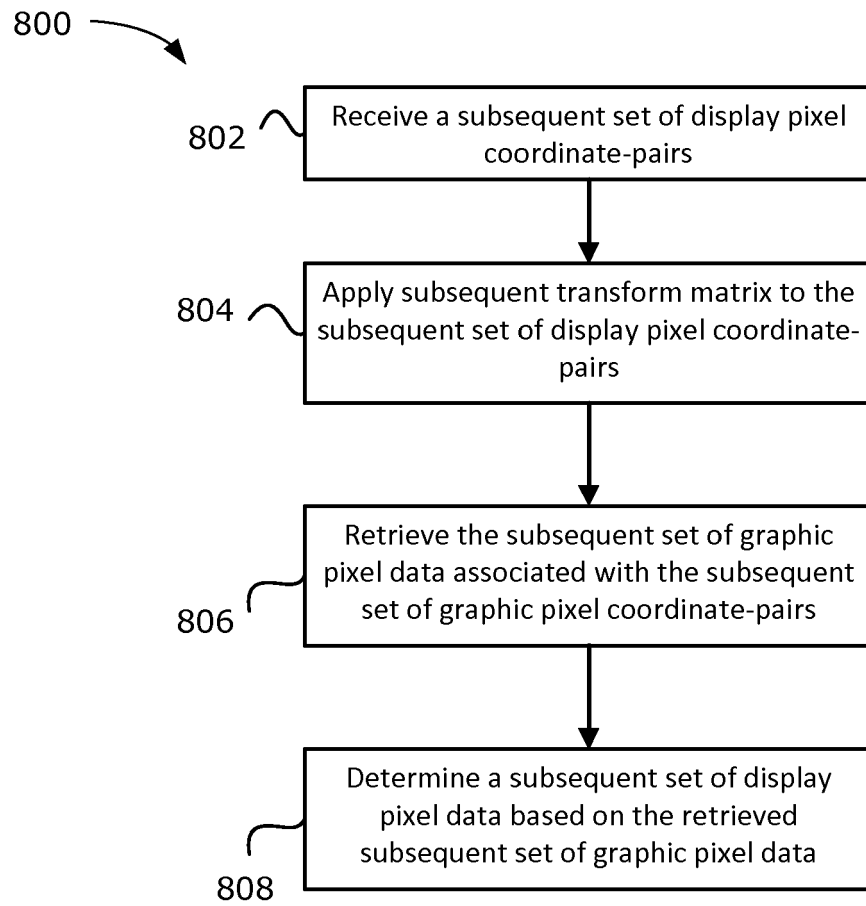 800
802
Receive a subsequent set of display pixel
coordinate-pairs
804
Apply subsequent transform matrix to the
subsequent set of display pixel coordinate-
pairs
806
Retrieve the subsequent set of graphic
pixel data associated with the subsequent
set of graphic pixel coordinate-pairs
808
Determine a subsequent set of display
pixel data based on the retrieved
subsequent set of graphic pixel data